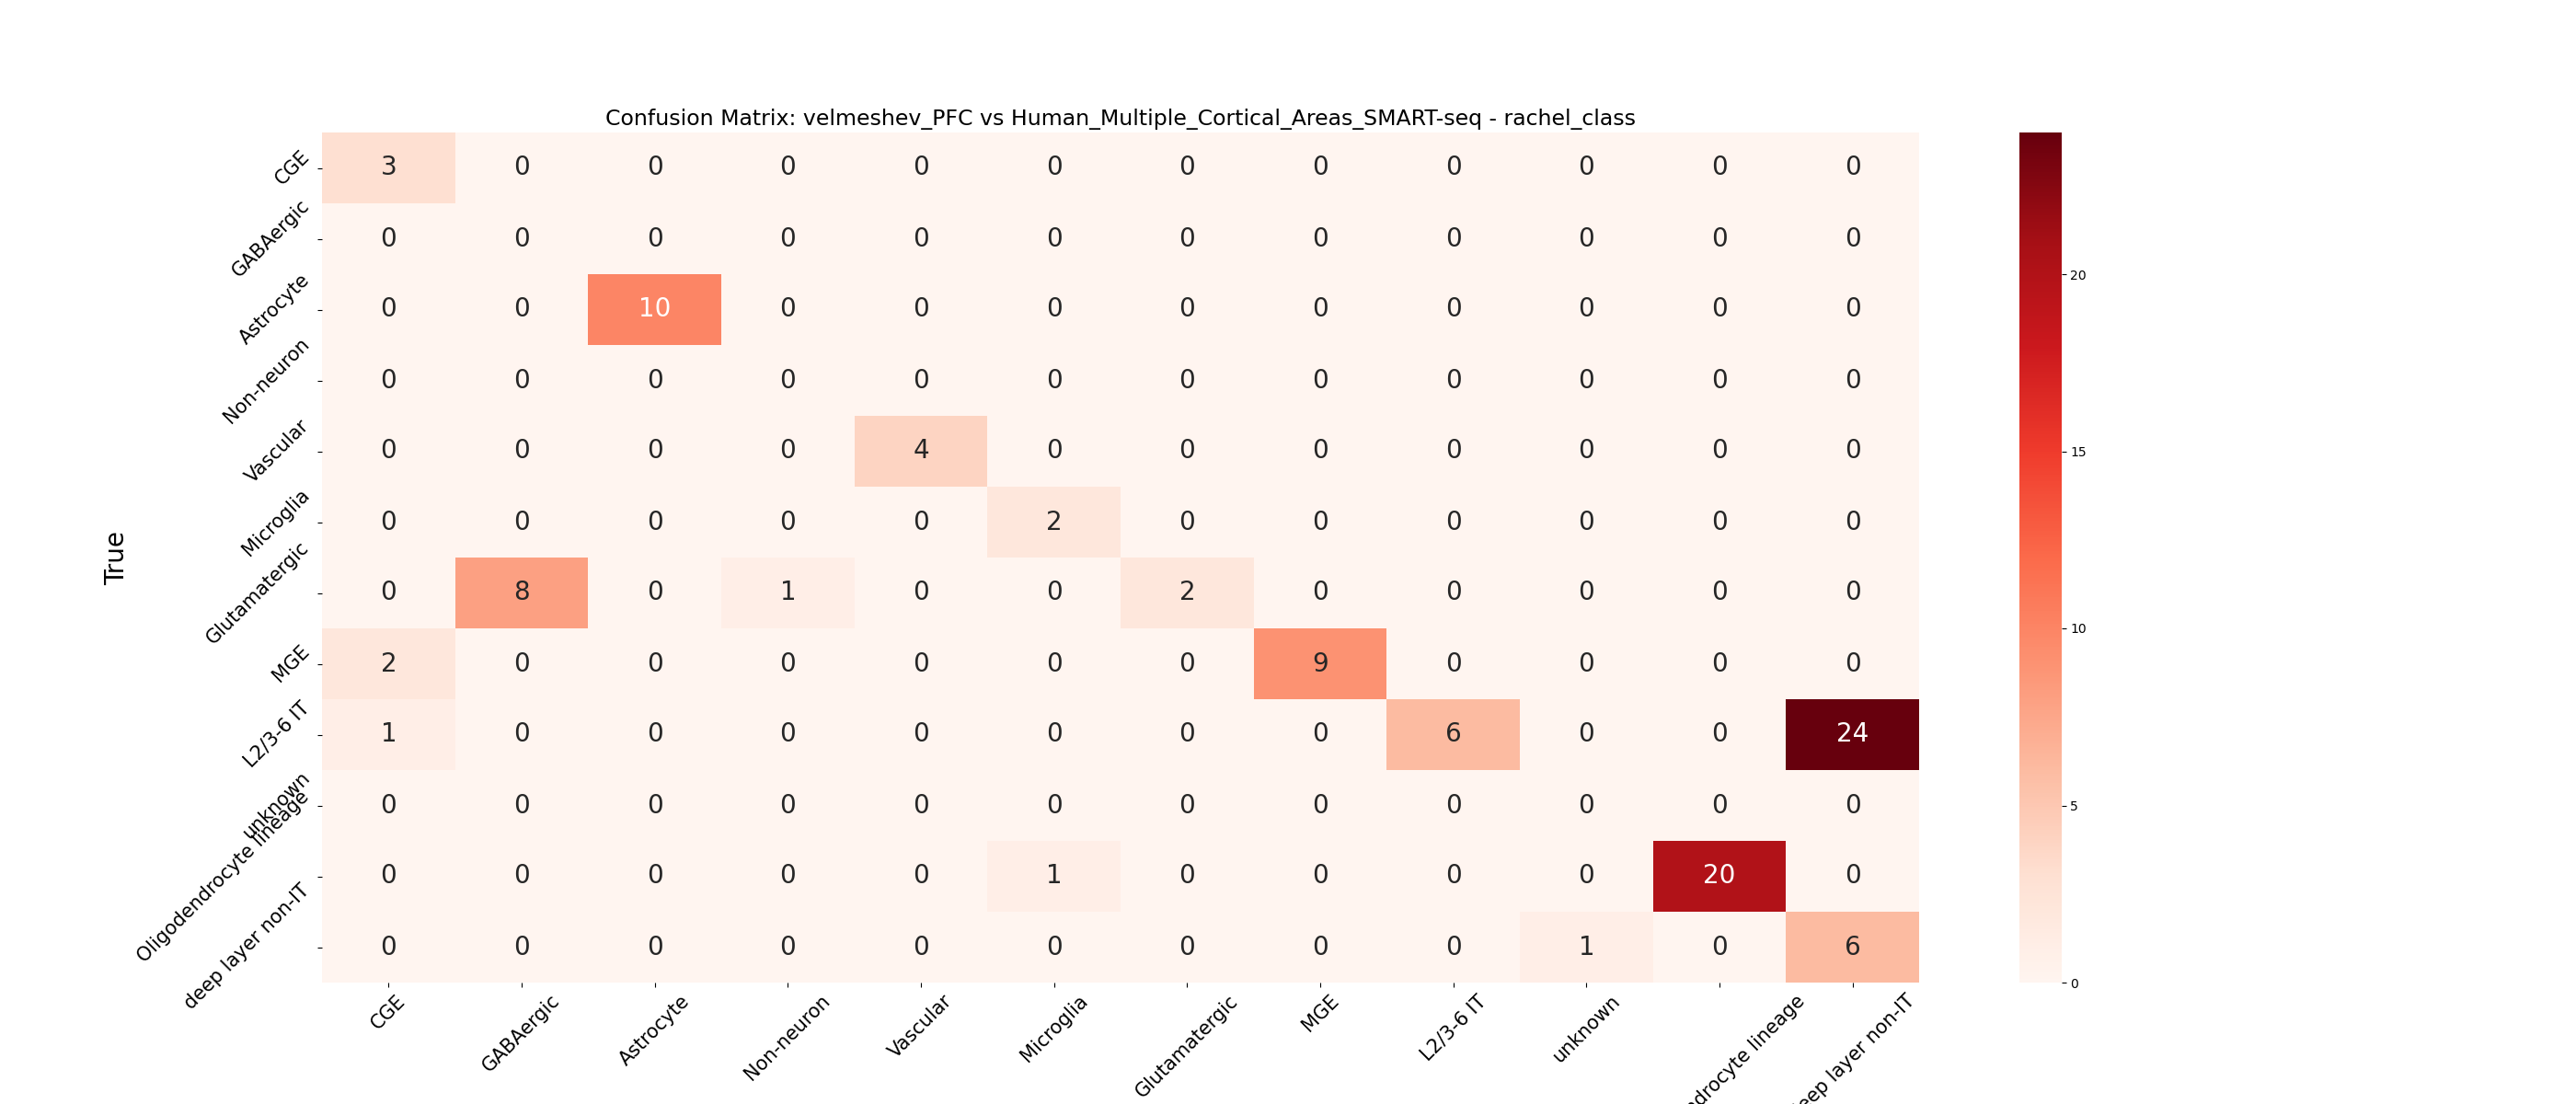 Confusion Matrix: velmeshev_PFC vs Human_Multiple_Cortical_Areas_SMART-seq - rachel_class
True
CGE 3 0 0 0 0 0 0 0 0 0 0 0
GABAergic 0 0 0 0 0 0 0 0 0 0 0 0
Astrocyte 0 0 10 0 0 0 0 0 0 0 0 0
Non-neuron 0 0 0 0 0 0 0 0 0 0 0 0
Vascular 0 0 0 0 4 0 0 0 0 0 0 0
Microglia 0 0 0 0 0 2 0 0 0 0 0 0
Glutamatergic 0 8 0 1 0 0 2 0 0 0 0 0
MGE 2 0 0 0 0 0 0 9 0 0 0 0
L2/3-6 IT 1 0 0 0 0 0 0 0 6 0 0 24
unknown 0 0 0 0 0 0 0 0 0 0 0 0
Oligodendrocyte lineage 0 0 0 0 0 1 0 0 0 0 20 0
deep layer non-IT 0 0 0 0 0 0 0 0 0 1 0 6
CGE GABAergic Astrocyte Non-neuron Vascular Microglia Glutamatergic MGE L2/3-6 IT unknown ndrocyte lineage eep layer non-IT
20
15
10
5
0